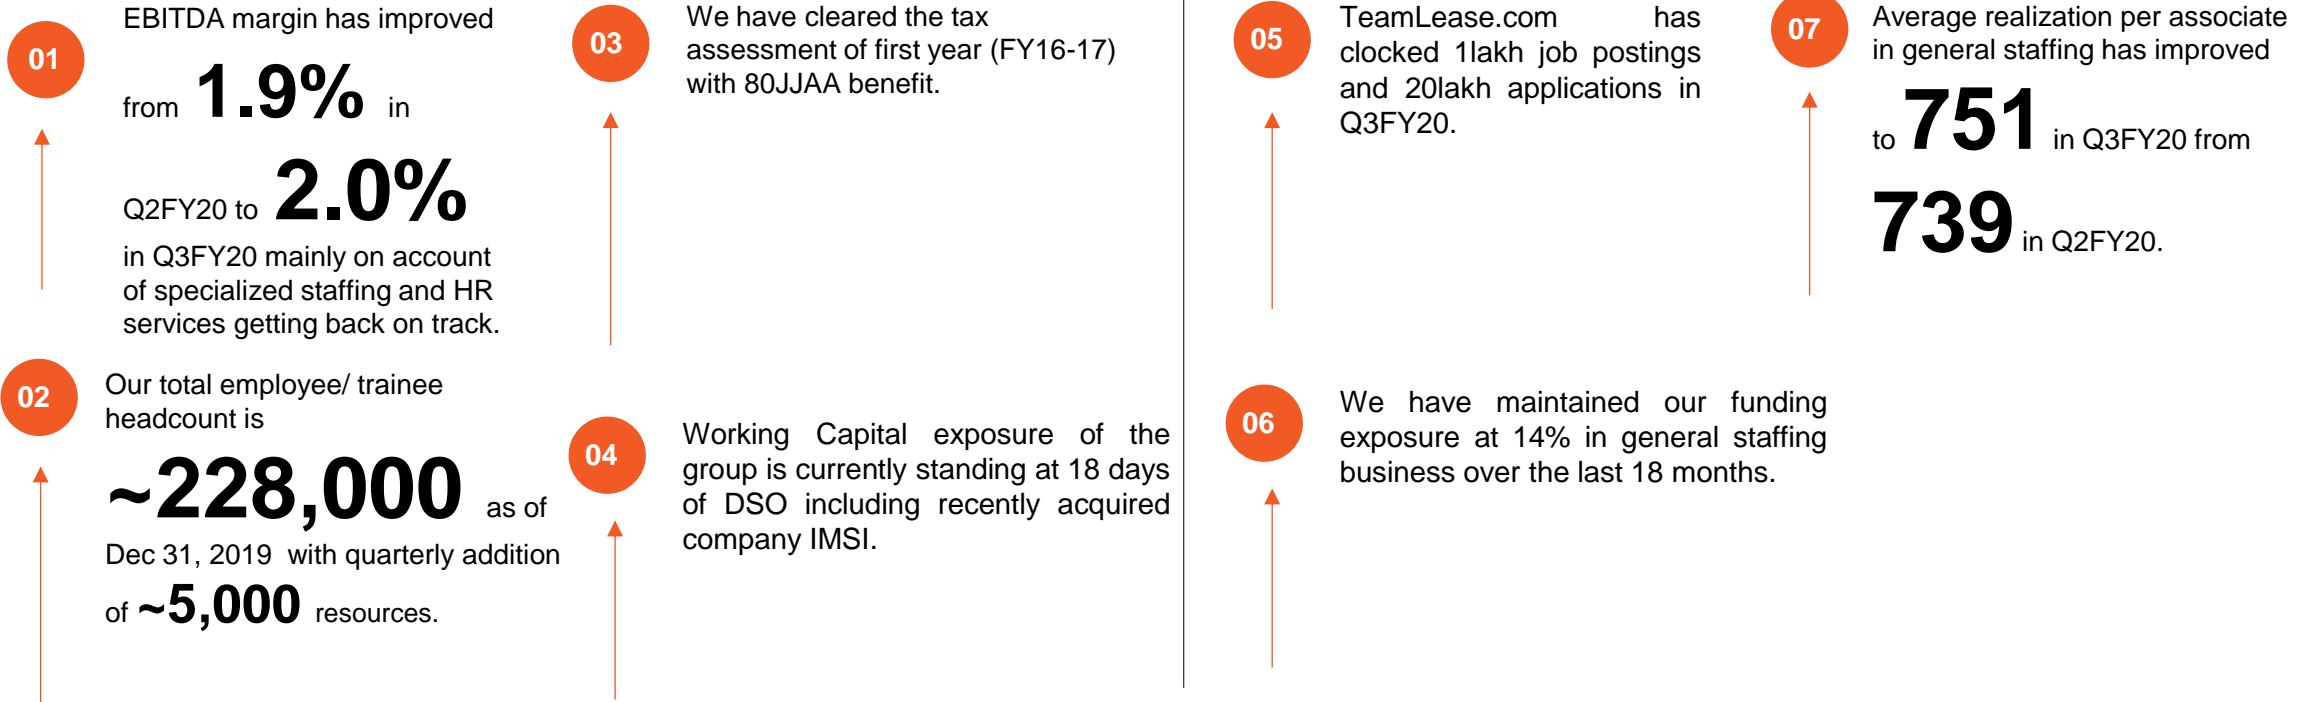 01
EBITDA margin has improved
from 1.9% in
Q2FY20 to 2.0%
in Q3FY20 mainly on account
of specialized staffing and HR
services getting back on track.
02
Our total employee/ trainee
headcount is
~228,000 as of
Dec 31, 2019 with quarterly addition
of ~5,000 resources.
03
We have cleared the tax
assessment of first year (FY16-17)
with 80JJAA benefit.
04
Working Capital exposure of the
group is currently standing at 18 days
of DSO including recently acquired
company IMSI.
05
TeamLease.com has
clocked 1lakh job postings
and 20lakh applications in
Q3FY20.
06
We have maintained our funding
exposure at 14% in general staffing
business over the last 18 months.
07
Average realization per associate
in general staffing has improved
to 751 in Q3FY20 from
739 in Q2FY20.